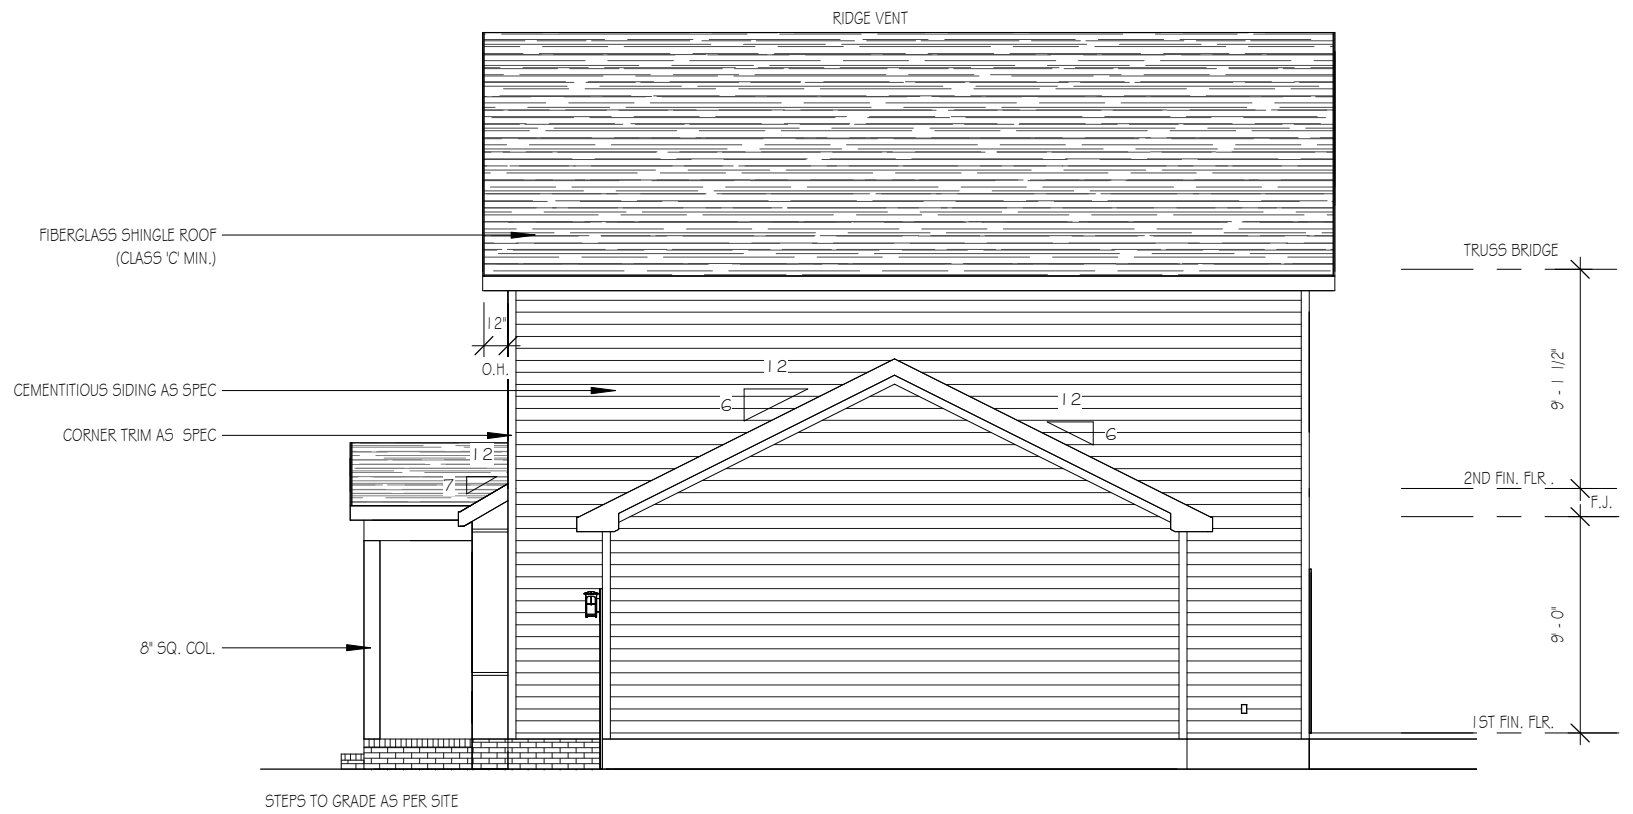 RIDGE VENT
FIBERGLASS SHINGLE ROOF
(CLASS 'C' MIN.)
TRUSS BRIDGE
12"
O.H.
9' - 1 1/2"
12
6
CEMENTITIOUS SIDING AS SPEC
12
6
CORNER TRIM AS SPEC
12
7
2ND FIN. FLR .
F.J.
9' - 0"
8" SQ. COL.
1ST FIN. FLR.
STEPS TO GRADE AS PER SITE